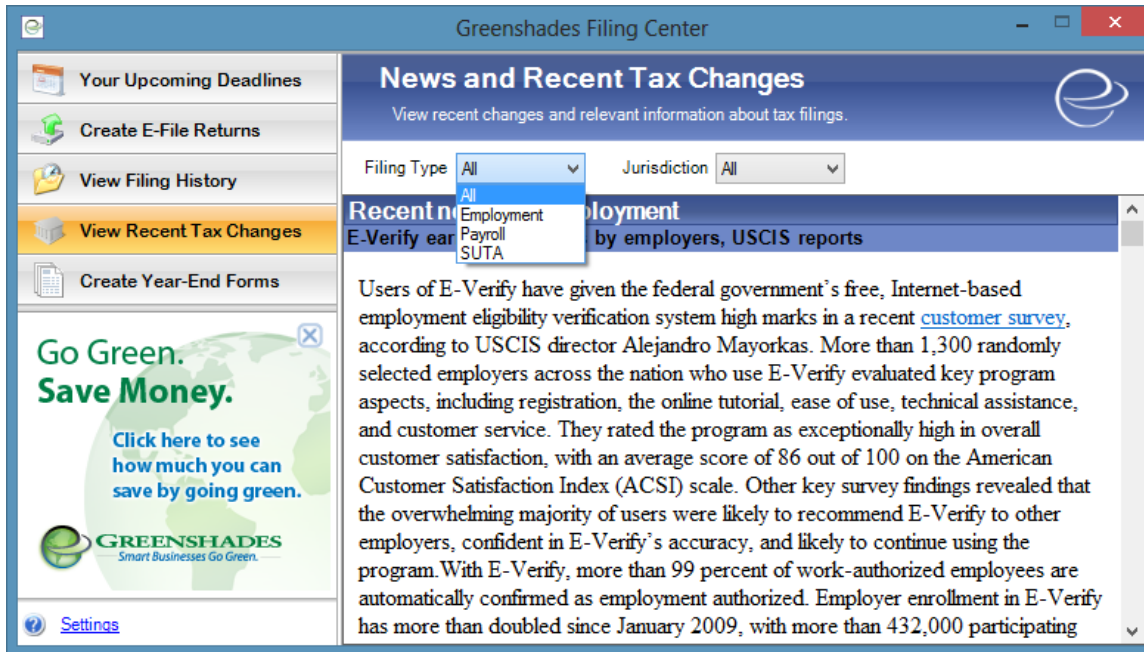 Greenshades Filing Center
Your Upcoming Deadlines
Create E-File Returns
View Filing History
View Recent Tax Changes
Create Year-End Forms
Go Green.
Save Money.
Click here to see
how much you can
save by going green.
GREENSHADES
Smart Businesses Go Green.
Settings
News and Recent Tax Changes
View recent changes and relevant information about tax filings.
Filing Type All Jurisdiction All
All
Employment
Payroll
SUTA
Recent
E-Verify by employers, USCIS reports
Users of E-Verify have given the federal government’s free, Internet-based
employment eligibility verification system high marks in a recent customer survey,
according to USCIS director Alejandro Mayorkas. More than 1,300 randomly
selected employers across the nation who use E-Verify evaluated key program
aspects, including registration, the online tutorial, ease of use, technical assistance,
and customer service. They rated the program as exceptionally high in overall
customer satisfaction, with an average score of 86 out of 100 on the American
Customer Satisfaction Index (ACSI) scale. Other key survey findings revealed that
the overwhelming majority of users were likely to recommend E-Verify to other
employers, confident in E-Verify’s accuracy, and likely to continue using the
program.With E-Verify, more than 99 percent of work-authorized employees are
automatically confirmed as employment authorized. Employer enrollment in E-Verify
has more than doubled since January 2009, with more than 432,000 participating